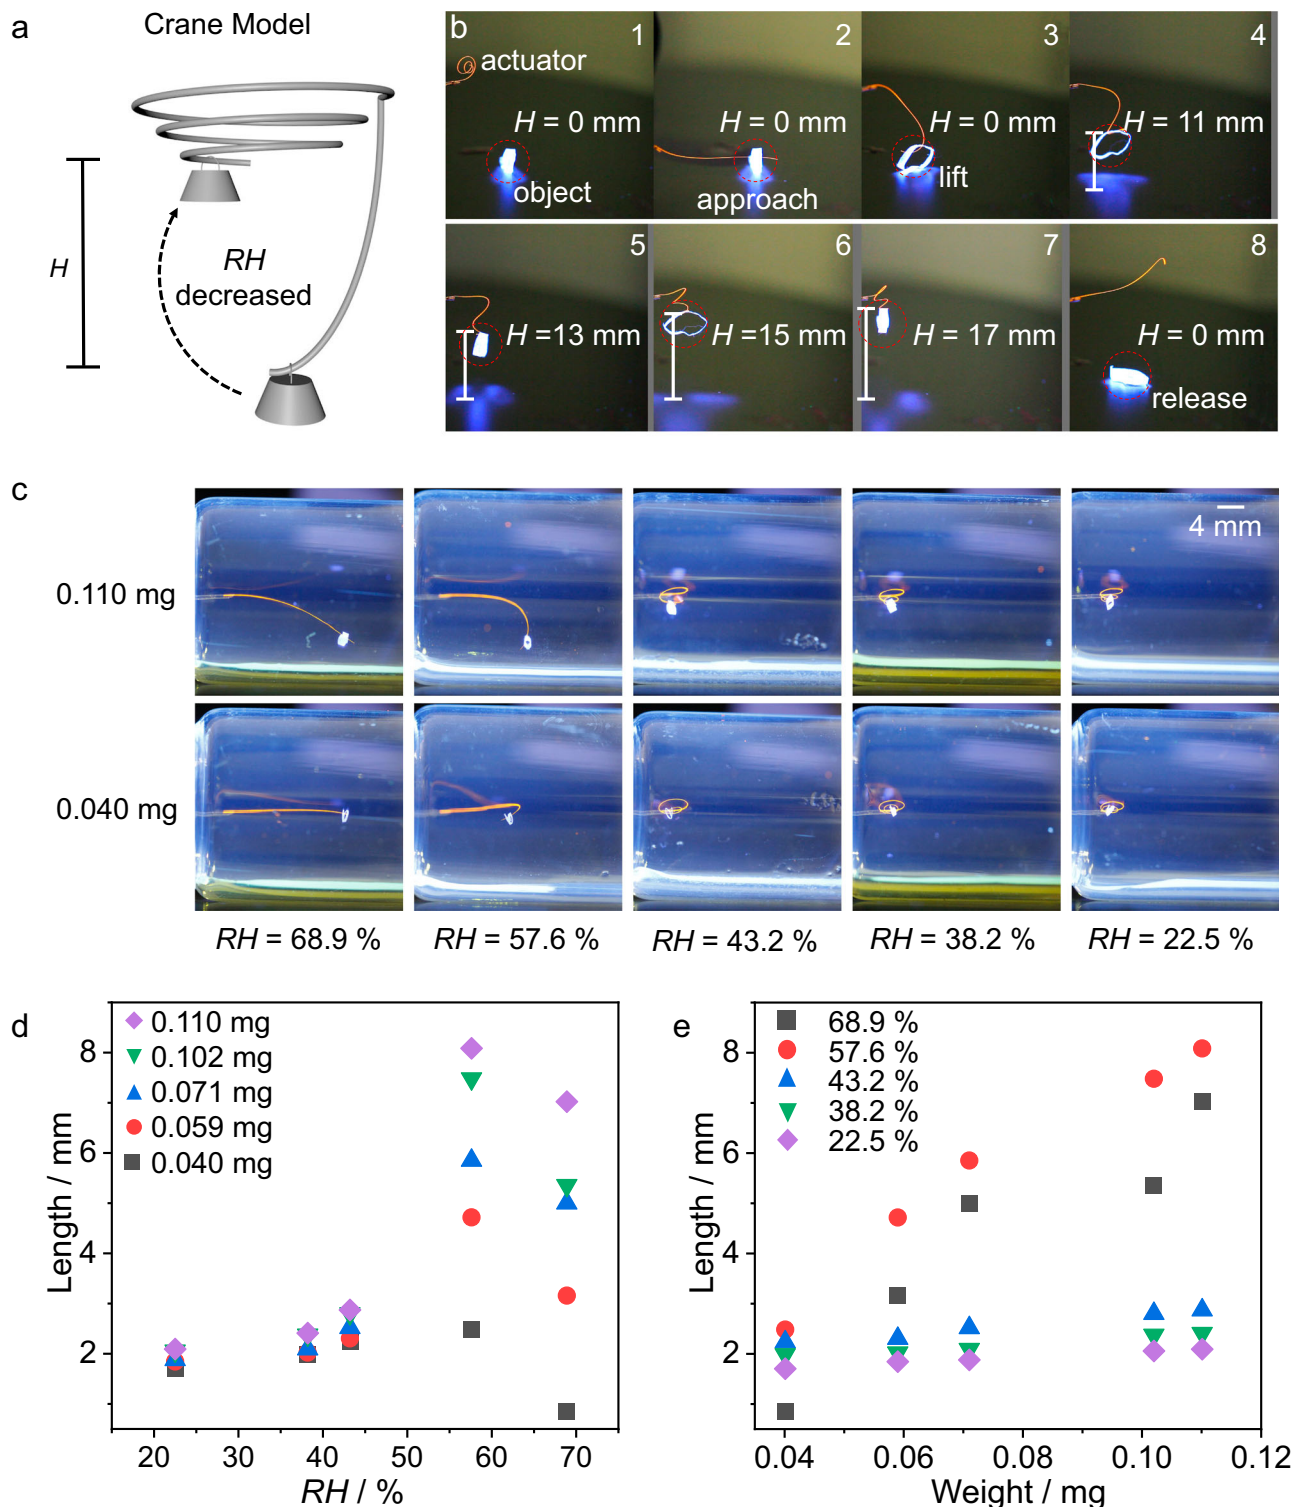 a
Crane Model
H
RH
decreased
b
1
actuator
H = 0 mm
object
2
H = 0 mm
approach
3
H = 0 mm
lift
4
H = 11 mm
5
H =13 mm
6
H =15 mm
7
H = 17 mm
8
H = 0 mm
release
c
4 mm
0.110 mg
0.040 mg
RH = 68.9 %
RH = 57.6 %
RH = 43.2 %
RH = 38.2 %
RH = 22.5 %
d
0.110 mg
0.102 mg
0.071 mg
0.059 mg
0.040 mg
8
6
4
2
Length / mm
20 30 40 50 60 70
RH / %
e
68.9 %
57.6 %
43.2 %
38.2 %
22.5 %
8
6
4
2
Length / mm
0.04 0.06 0.08 0.10 0.12
Weight / mg